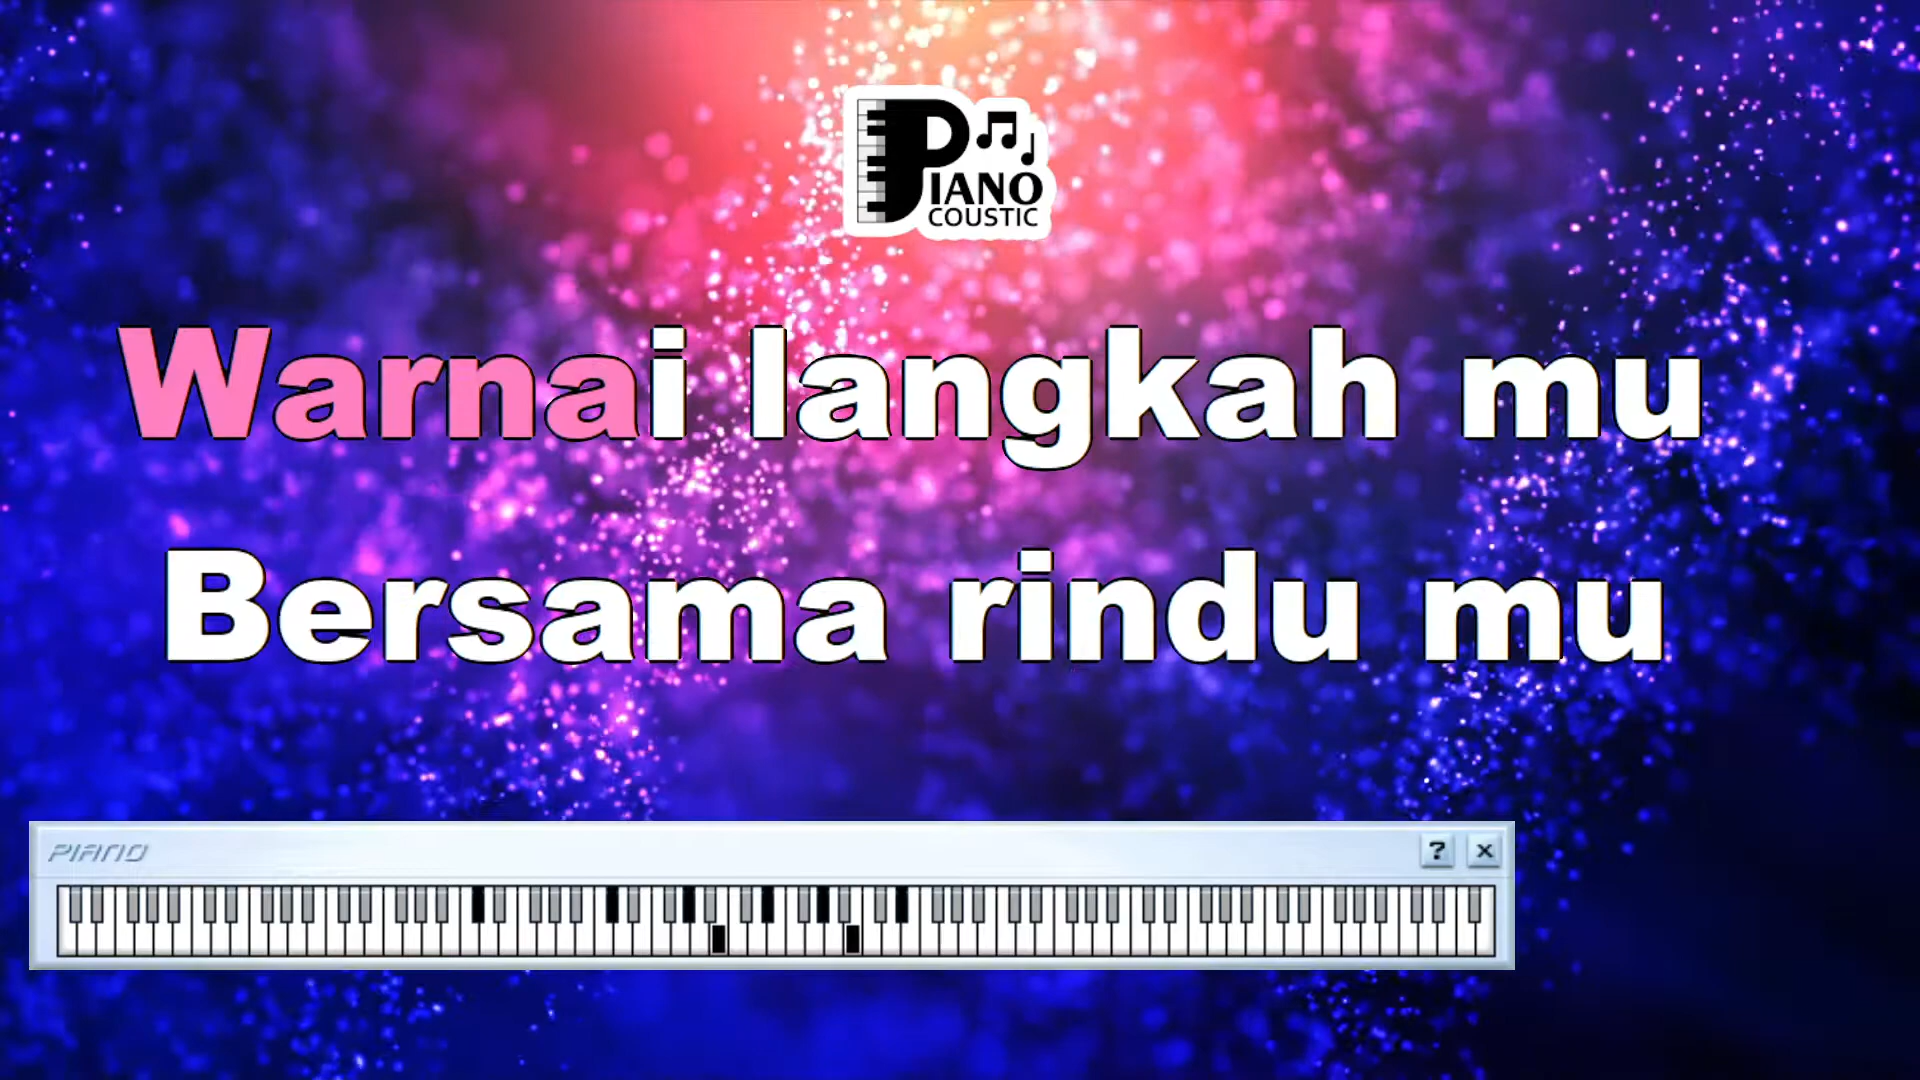 PIANO
COUSTIC
Warnai langkah mu
Bersama rindu mu
PIANO
? ×